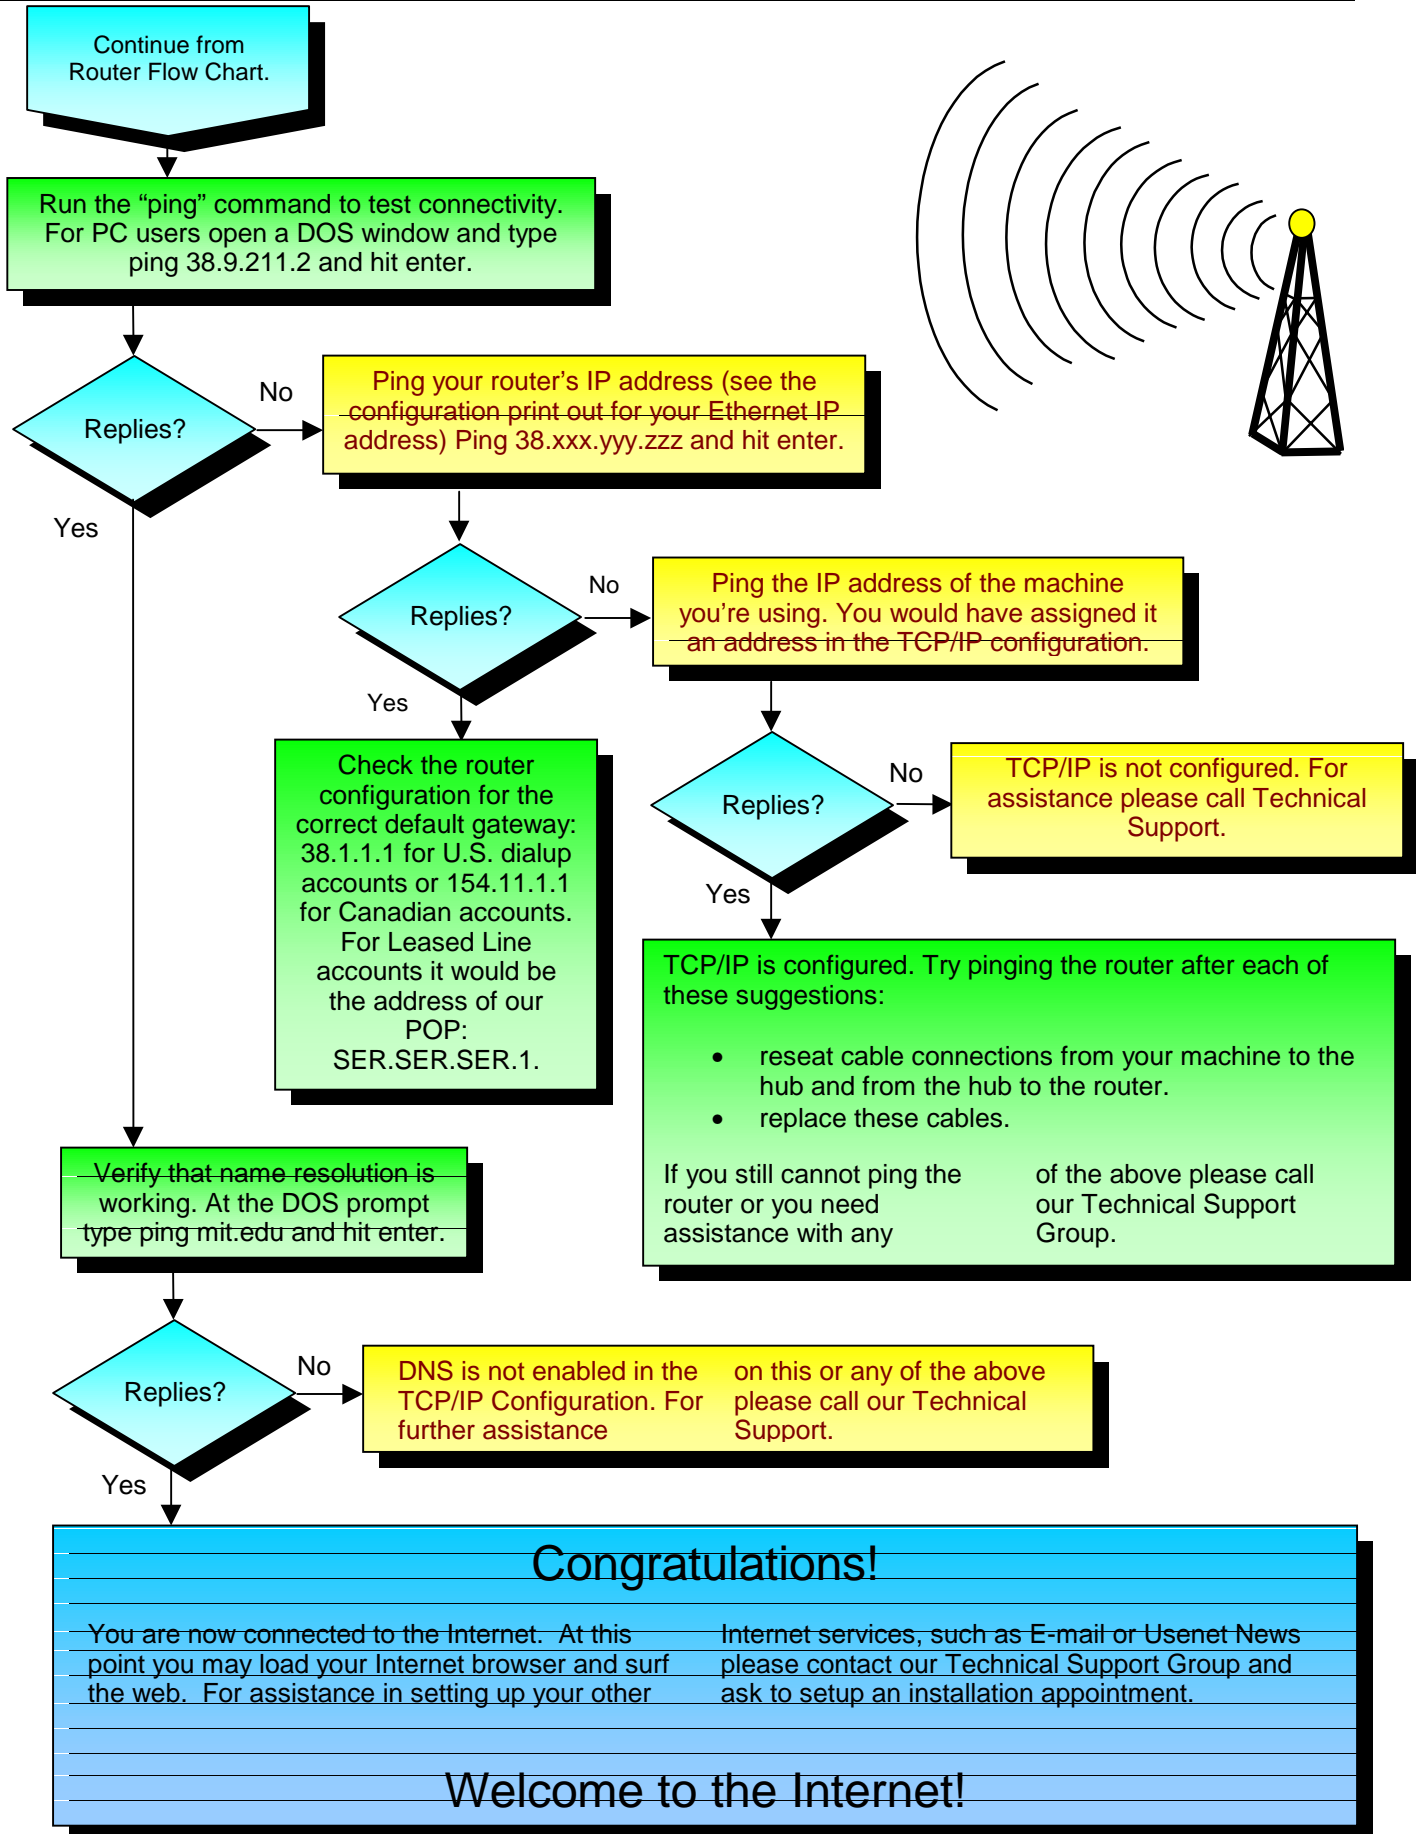 Continue from
Router Flow Chart.
Run the “ping” command to test connectivity.
For PC users open a DOS window and type
ping 38.9.211.2 and hit enter.
Replies?
No
Ping your router’s IP address (see the
configuration print out for your Ethernet IP
address) Ping 38.xxx.yyy.zzz and hit enter.
Yes
Replies?
No
Ping the IP address of the machine
you’re using. You would have assigned it
an address in the TCP/IP configuration.
Yes
Check the router
configuration for the
correct default gateway:
38.1.1.1 for U.S. dialup
accounts or 154.11.1.1
for Canadian accounts.
For Leased Line
accounts it would be
the address of our
POP:
SER.SER.SER.1.
Replies?
No
TCP/IP is not configured. For
assistance please call Technical
Support.
Yes
TCP/IP is configured. Try pinging the router after each of
these suggestions:
• reseat cable connections from your machine to the
hub and from the hub to the router.
• replace these cables.
If you still cannot ping the
router or you need
assistance with any
of the above please call
our Technical Support
Group.
Verify that name resolution is
working. At the DOS prompt
type ping mit.edu and hit enter.
Replies?
No
DNS is not enabled in the
TCP/IP Configuration. For
further assistance
on this or any of the above
please call our Technical
Support.
Yes
Congratulations!
You are now connected to the Internet.  At this
point you may load your Internet browser and surf
the web.  For assistance in setting up your other
Internet services, such as E-mail or Usenet News
please contact our Technical Support Group and
ask to setup an installation appointment.
Welcome to the Internet!